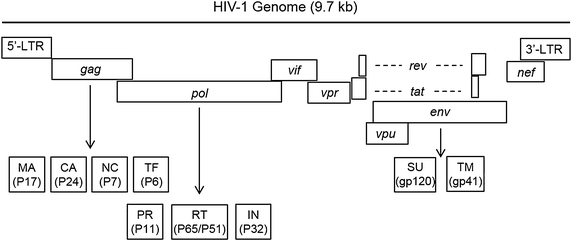 HIV-1 Genome (9.7 kb)
5'-LTR
3'-LTR
gag
vif
rev
nef
pol
vpr
tat
env
vpu
MA
(P17)
CA
(P24)
NC
(P7)
TF
(P6)
SU
(gp120)
TM
(gp41)
PR
(P11)
RT
(P65/P51)
IN
(P32)